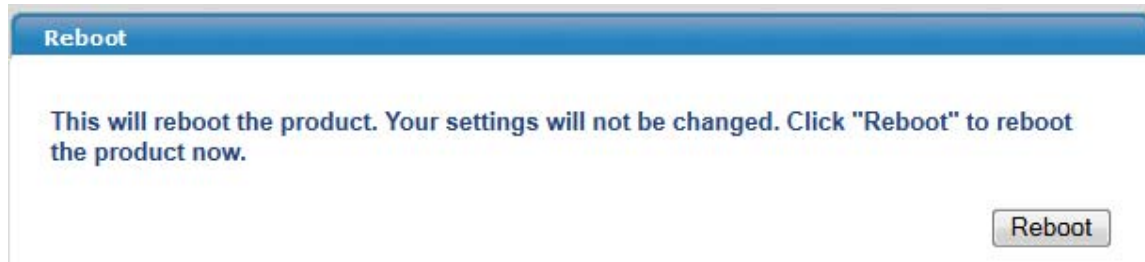 Reboot
This will reboot the product. Your settings will not be changed. Click "Reboot" to reboot
the product now.
Reboot